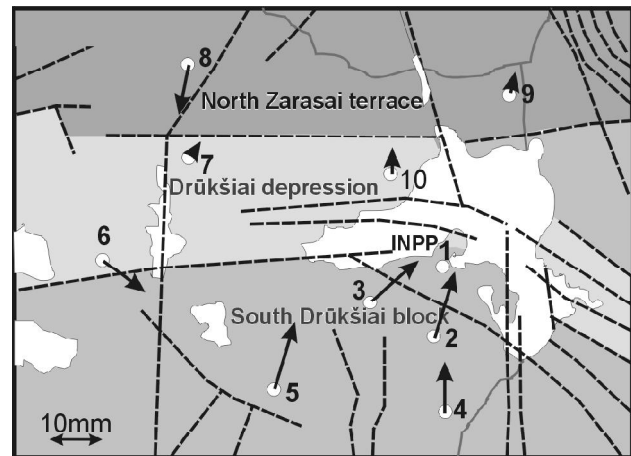 8
North Zarasai terrace
9
7
Drūkšiai depression
10
6
INPP
1
3
South Drūkšiai block
2
5
4
10mm